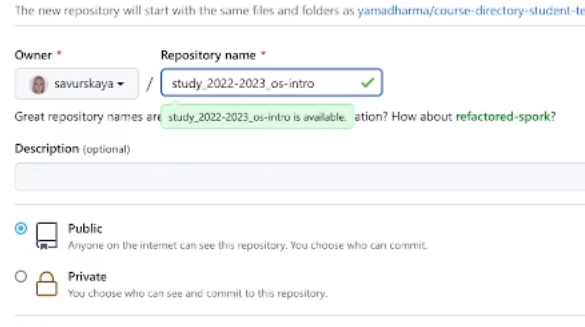 The new repository will start with the same files and folders as yamadharma/course-directory-student-te
Owner * Repository name *
savurskaya / study_2022-2023_os-intro
Great repository names are study_2022-2023_os-intro is available. ation? How about refactored-spork?
Description (optional)
Public
Anyone on the internet can see this repository. You choose who can commit.
Private
You choose who can see and commit to this repository.